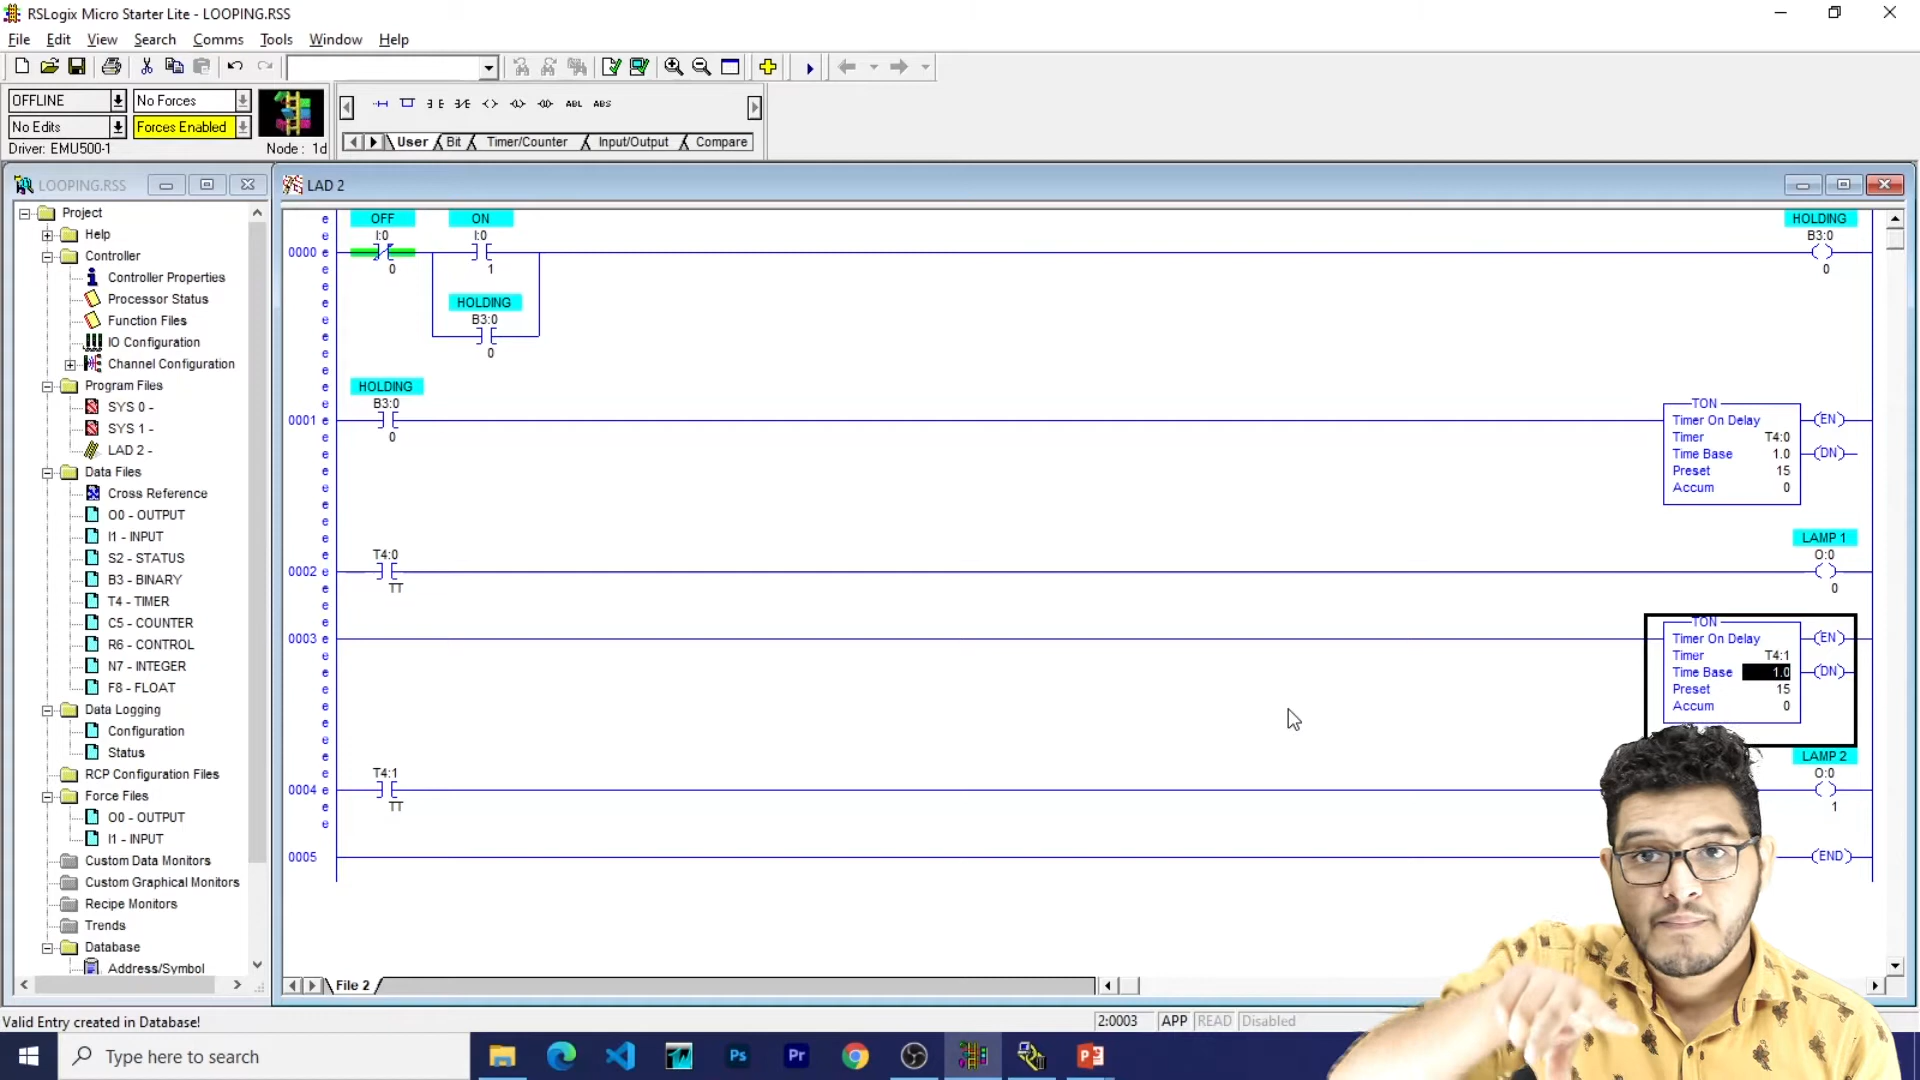 RSLogix Micro Starter Lite - LOOPING.RSS
File Edit View Search Comms Tools Window Help
OFFLINE No Forces
No Edits Forces Enabled
Driver: EMU500-1 Node : 1d
ABL ABS
User Bit Timer/Counter Input/Output Compare
LOOPING.RSS
Project
Help
Controller
Controller Properties
Processor Status
Function Files
IO Configuration
Channel Configuration
Program Files
SYS 0 -
SYS 1 -
LAD 2 -
Data Files
Cross Reference
O0 - OUTPUT
I1 - INPUT
S2 - STATUS
B3 - BINARY
T4 - TIMER
C5 - COUNTER
R6 - CONTROL
N7 - INTEGER
F8 - FLOAT
Data Logging
Configuration
Status
RCP Configuration Files
Force Files
O0 - OUTPUT
I1 - INPUT
Custom Data Monitors
Custom Graphical Monitors
Recipe Monitors
Trends
Database
Address/Symbol
LAD 2
OFF ON HOLDING
I:0 I:0 B3:0
0000
0 1 0
HOLDING
B3:0
0
HOLDING
B3:0
0001
0
TON
Timer On Delay EN
Timer T4:0
Time Base 1.0 DN
Preset 15
Accum 0
LAMP 1
T4:0 O:0
0002
TT 0
TON
0003 Timer On Delay EN
Timer T4:1
Time Base 1.0 DN
Preset 15
Accum 0
LAMP 2
T4:1 O:0
0004
TT 1
0005 END
File 2
Valid Entry created in Database! 2:0003 APP READ Disabled
Type here to search Ps Pr